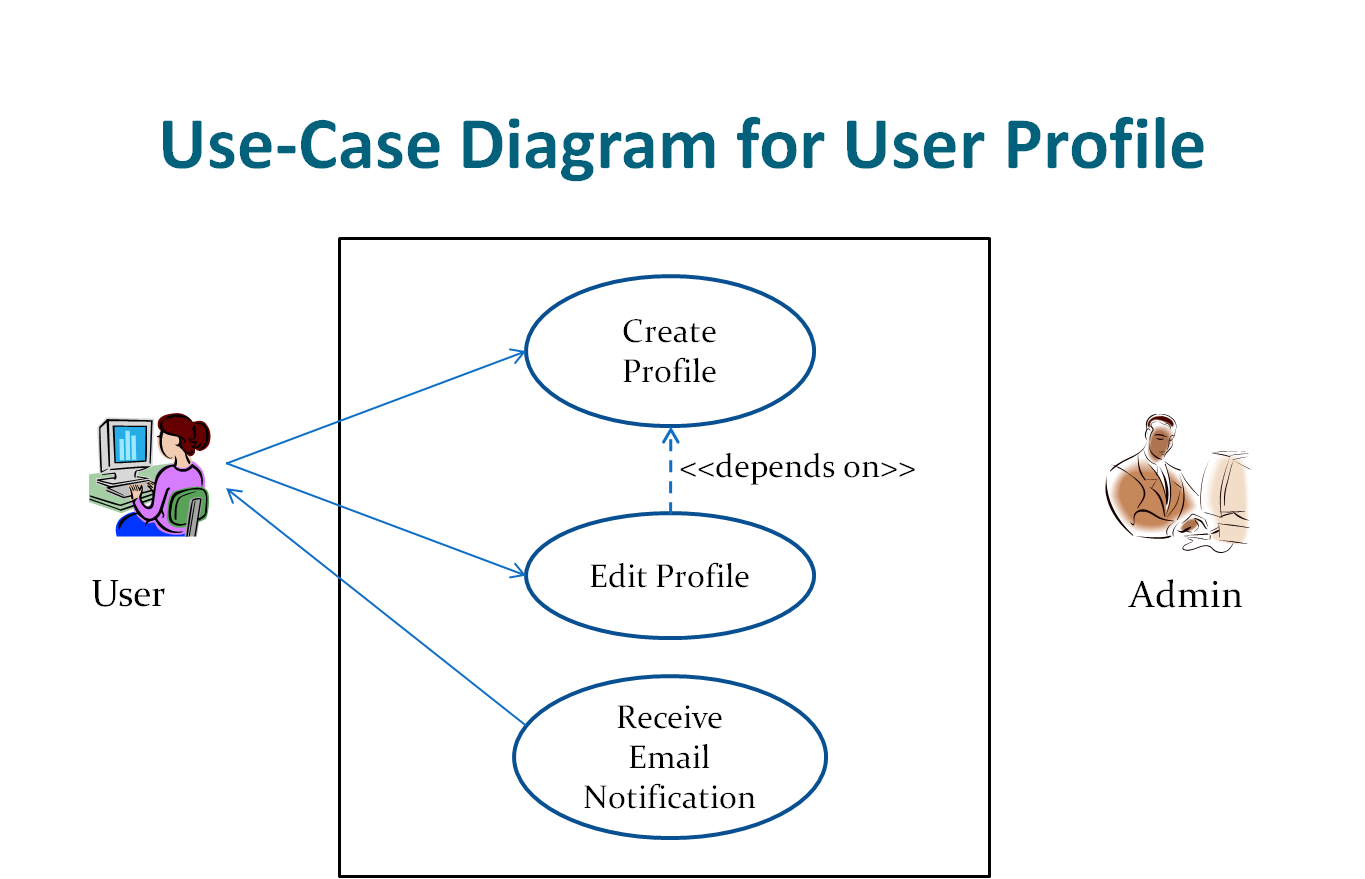 Use-Case Diagram for User Profile
Create
Profile
<<depends on>>
Edit Profile
User
Admin
Receive
Email
Notification